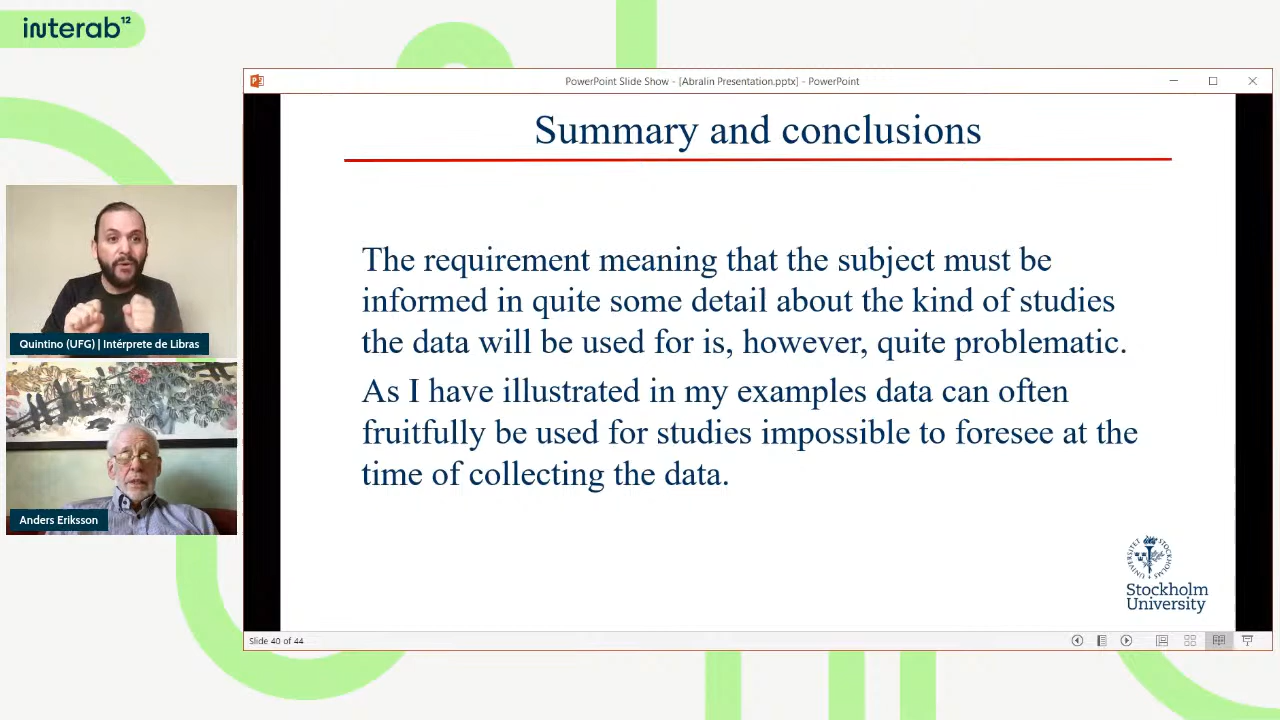 interab¹²
PowerPoint Slide Show - [Abralin Presentation.pptx] - PowerPoint
Summary and conclusions
The requirement meaning that the subject must be
informed in quite some detail about the kind of studies
the data will be used for is, however, quite problematic.
As I have illustrated in my examples data can often
fruitfully be used for studies impossible to foresee at the
time of collecting the data.
Quintino (UFG) | Intérprete de Libras
Anders Eriksson
Stockholm
University
Slide 40 of 44